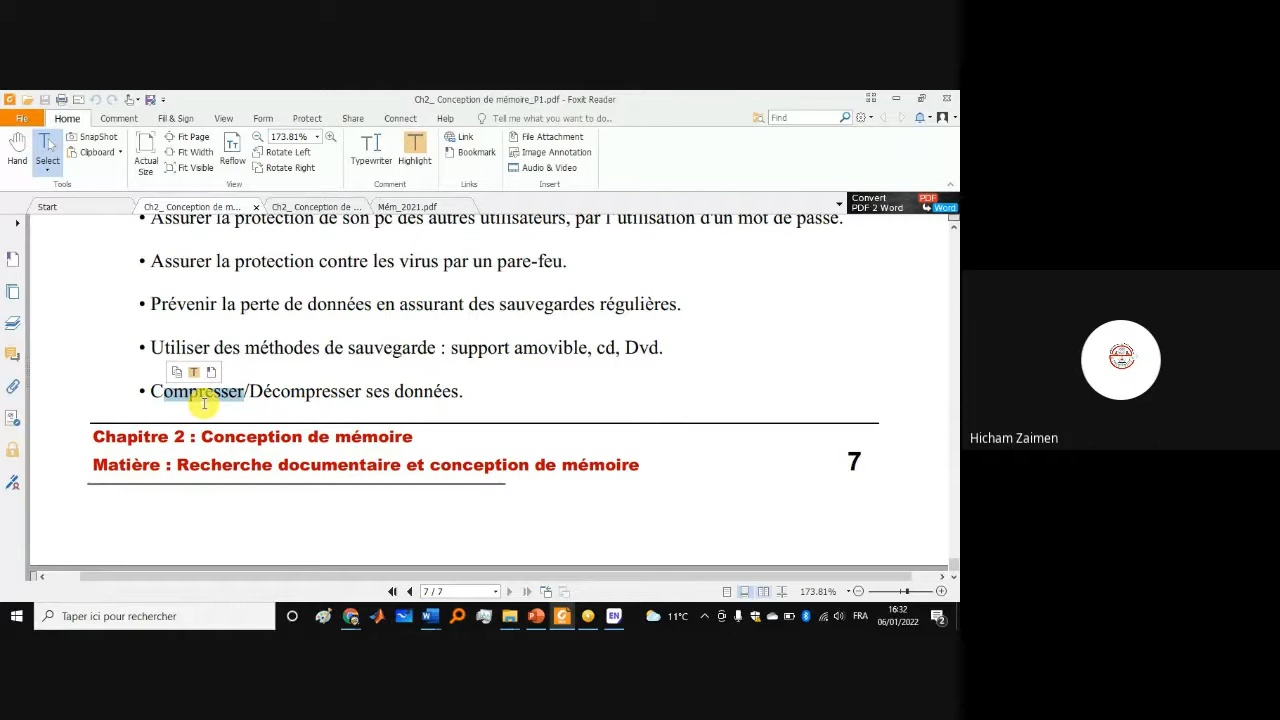 Ch2_ Conception de mémoire_P1.pdf - Foxit Reader
File Home Comment Fill & Sign View Form Protect Share Connect Help Tell me what you want to do... Find
Hand Select SnapShot Clipboard Actual Size Fit Page Fit Width Fit Visible Reflow 173.81% Rotate Left Rotate Right Typewriter Highlight Link Bookmark File Attachment Image Annotation Audio & Video
Tools View Comment Links Insert
Start Ch2_ Conception de m... Ch2_ Conception de ... Mém_2021.pdf
Convert PDF
PDF 2 Word Word
• Assurer la protection de son pc des autres utilisateurs, par l'utilisation d'un mot de passe.
• Assurer la protection contre les virus par un pare-feu.
• Prévenir la perte de données en assurant des sauvegardes régulières.
• Utiliser des méthodes de sauvegarde : support amovible, cd, Dvd.
• Compresser/Décompresser ses données.
Chapitre 2 : Conception de mémoire
Matière : Recherche documentaire et conception de mémoire 7
Hicham Zaimen
7 / 7 173.81%
Taper ici pour rechercher EN 11°C FRA 16:32
06/01/2022 2